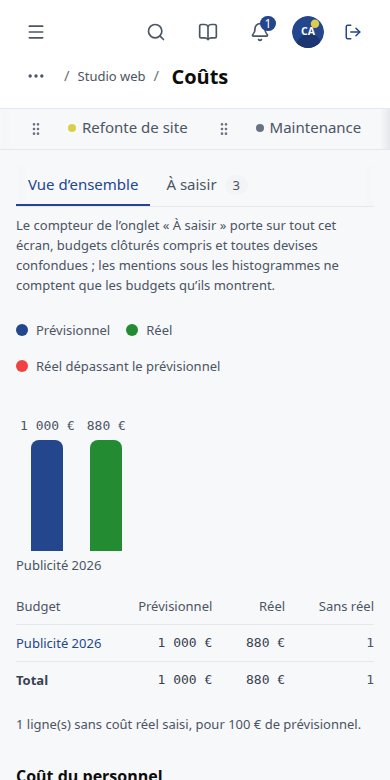 1
CA
••• / Studio web / Coûts
Refonte de site Maintenance
Vue d’ensemble À saisir 3
Le compteur de l’onglet « À saisir » porte sur tout cet
écran, budgets clôturés compris et toutes devises
confondues ; les mentions sous les histogrammes ne
comptent que les budgets qu’ils montrent.
Prévisionnel Réel
Réel dépassant le prévisionnel
1 000 € 880 €
Publicité 2026
Budget Prévisionnel Réel Sans réel
Publicité 2026 1 000 € 880 € 1
Total 1 000 € 880 € 1
1 ligne(s) sans coût réel saisi, pour 100 € de prévisionnel.
Coût du personnel